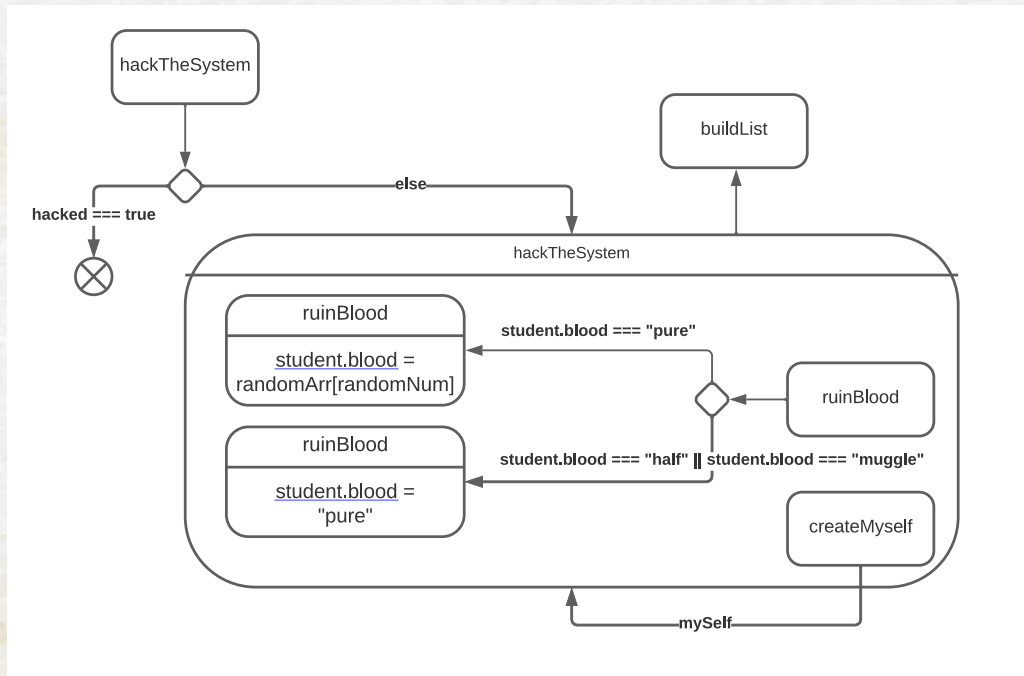 hackTheSystem
buildList
else
hacked === true
hackTheSystem
ruinBlood
student.blood =
randomArr[randomNum]
student.blood === "pure"
ruinBlood
ruinBlood
student.blood =
"pure"
student.blood === "half" || student.blood === "muggle"
createMyself
mySelf